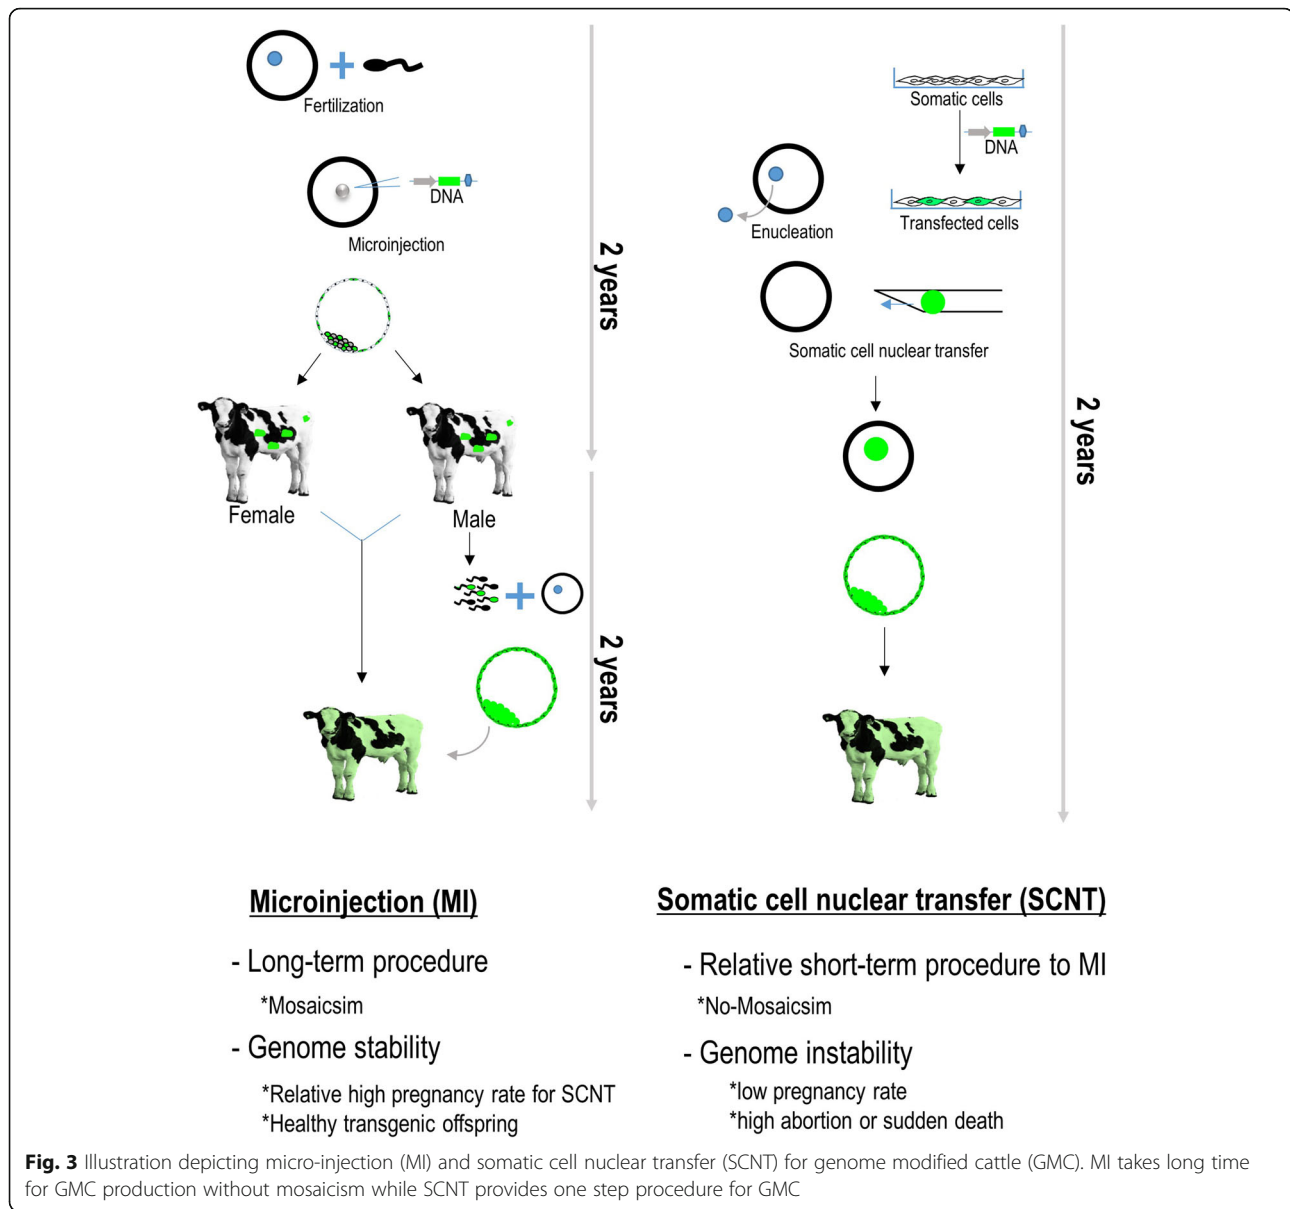 Fertilization
DNA
Microinjection
2 years
Female
Male
2 years
Somatic cells
DNA
Transfected cells
Enucleation
Somatic cell nuclear transfer
2 years
Microinjection (MI)
- Long-term procedure
*Mosaicsim
- Genome stability
*Relative high pregnancy rate for SCNT
*Healthy transgenic offspring
Somatic cell nuclear transfer (SCNT)
- Relative short-term procedure to MI
*No-Mosaicsim
- Genome instability
*low pregnancy rate
*high abortion or sudden death
Fig. 3 Illustration depicting micro-injection (MI) and somatic cell nuclear transfer (SCNT) for genome modified cattle (GMC). MI takes long time
for GMC production without mosaicism while SCNT provides one step procedure for GMC